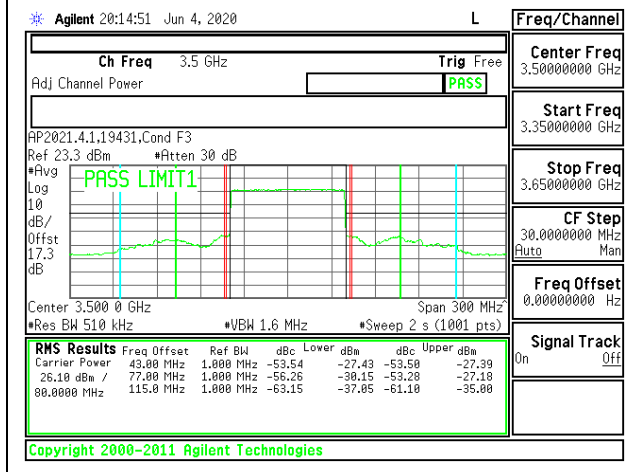 Agilent 20:14:51 Jun 4, 2020 L
Freq/Channel
Ch Freq 3.5 GHz Trig Free
Adj Channel Power PASS
AP2021.4.1,19431,Cond F3
Ref 23.3 dBm #Atten 30 dB
#Avg
Log
10
dB/
Offst
17.3
dB
PASS LIMIT1
Center 3.500 0 GHz Span 300 MHz^
#Res BW 510 kHz #VBW 1.6 MHz #Sweep 2 s (1001 pts)
RMS Results Freq Offset Ref BW dBc Lower dBm dBc Upper dBm
Carrier Power 43.00 MHz 1.000 MHz -53.54 -27.43 -53.50 -27.39
26.10 dBm / 77.00 MHz 1.000 MHz -56.26 -30.15 -53.28 -27.18
80.0000 MHz 115.0 MHz 1.000 MHz -63.15 -37.05 -61.10 -35.00
Center Freq
3.50000000 GHz
Start Freq
3.35000000 GHz
Stop Freq
3.65000000 GHz
CF Step
30.0000000 MHz
Auto Man
Freq Offset
0.00000000 Hz
Signal Track
On Off
Copyright 2000-2011 Agilent Technologies